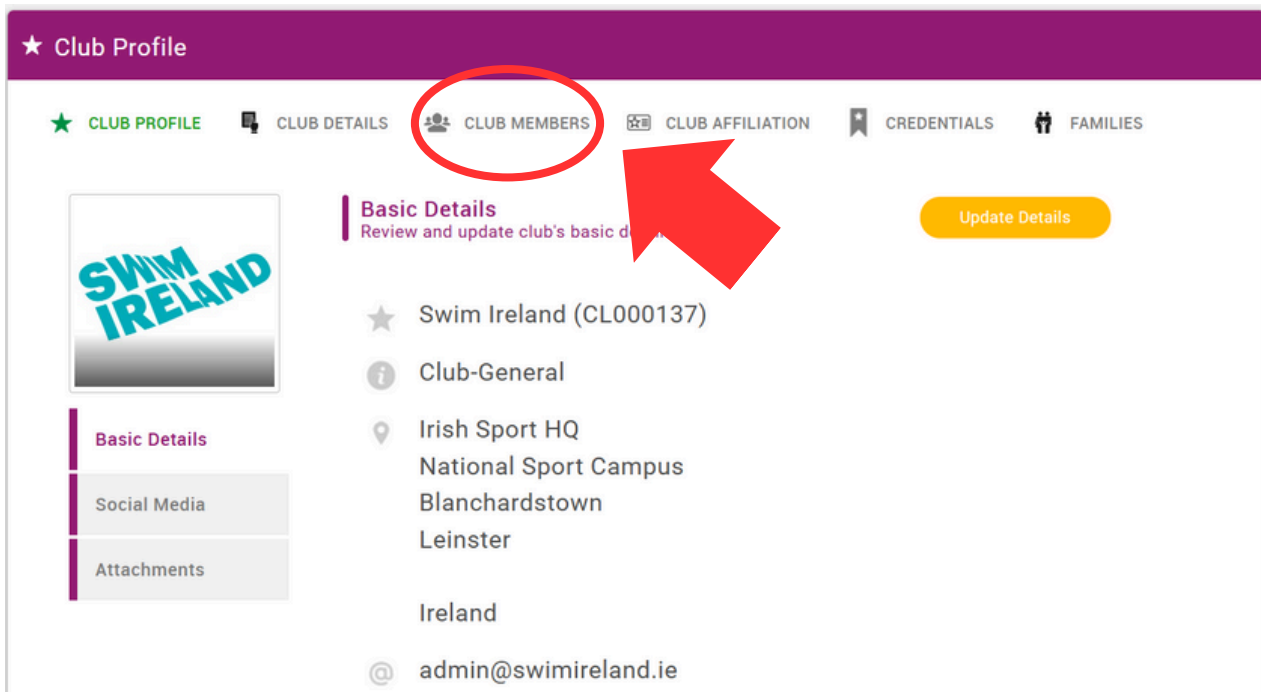 Club Profile
CLUB PROFILE CLUB DETAILS CLUB MEMBERS CLUB AFFILIATION CREDENTIALS FAMILIES
SWIM
IRELAND
Basic Details
Review and update club's basic
Update Details
Basic Details
Social Media
Attachments
Swim Ireland (CL000137)
Club-General
Irish Sport HQ
National Sport Campus
Blanchardstown
Leinster
Ireland
admin@swimireland.ie